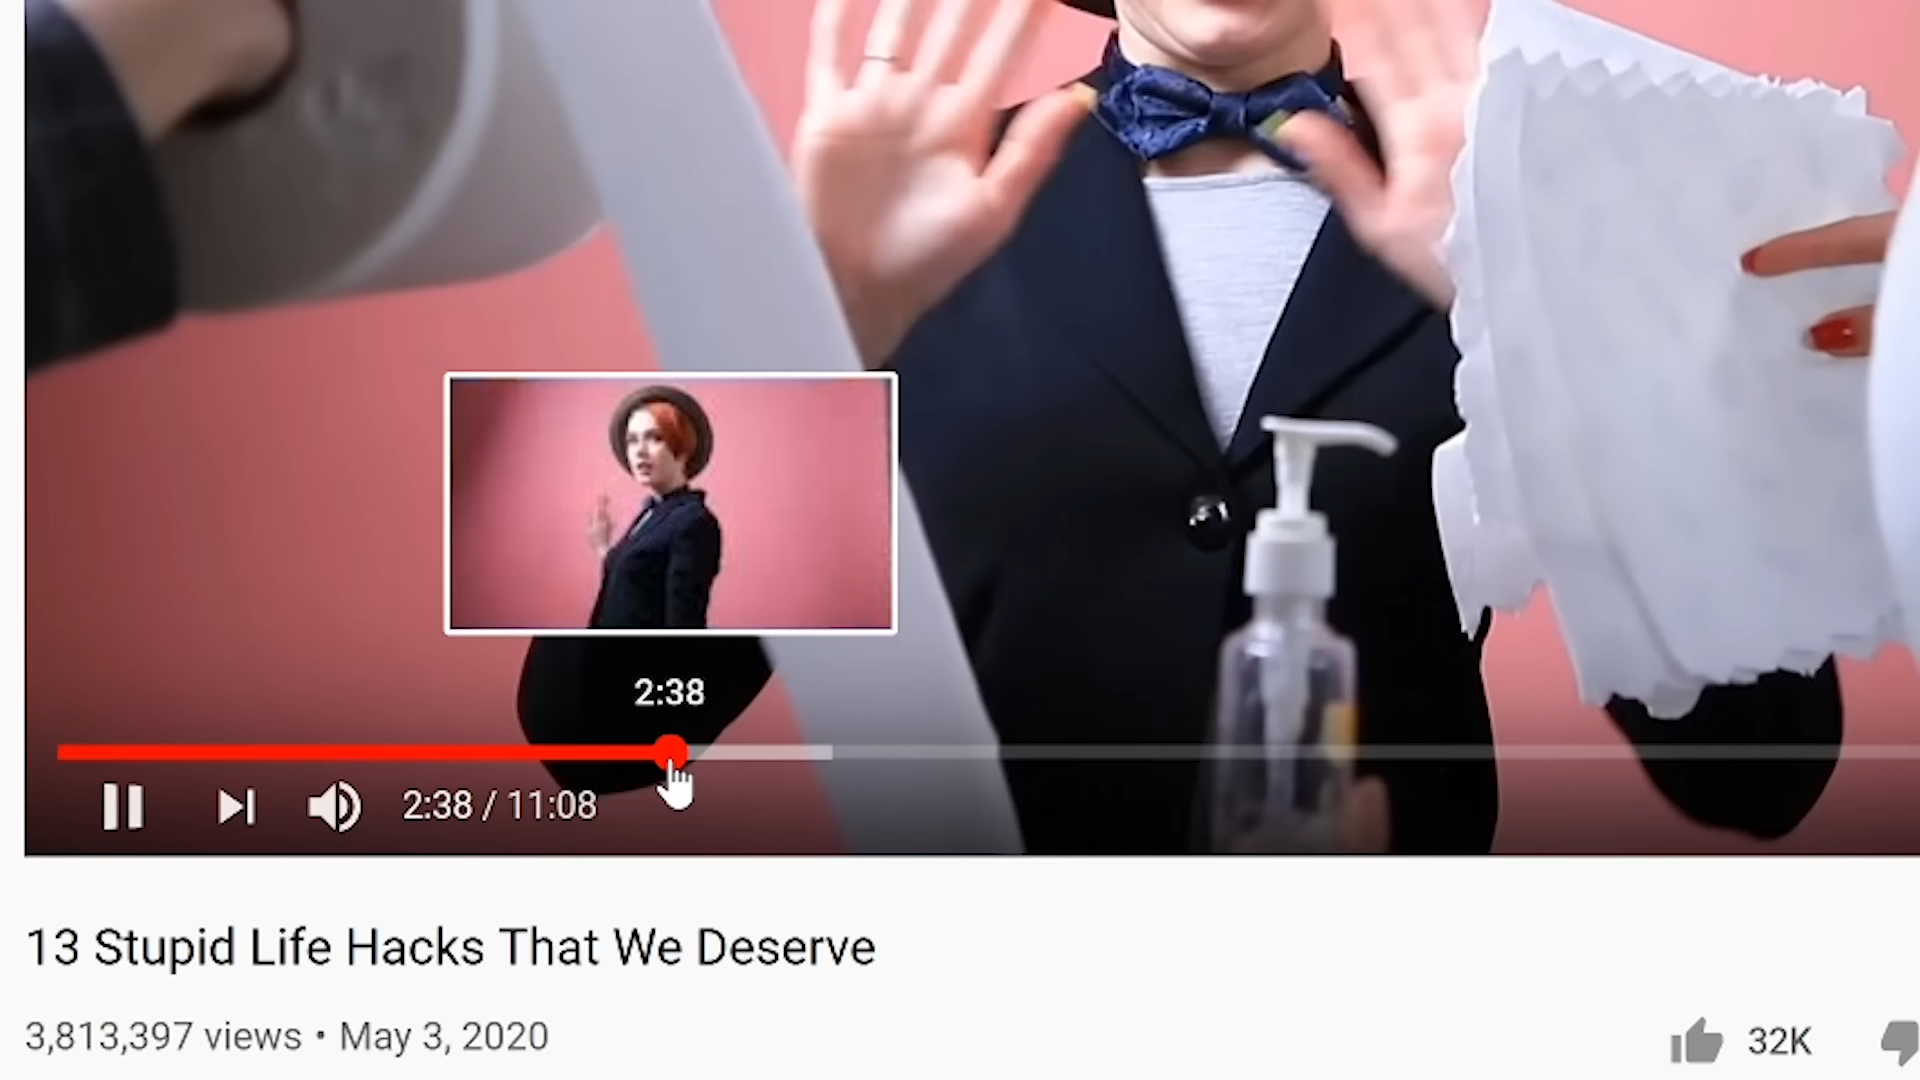 2:38
2:38 / 11:08
13 Stupid Life Hacks That We Deserve
3,813,397 views • May 3, 2020
32K